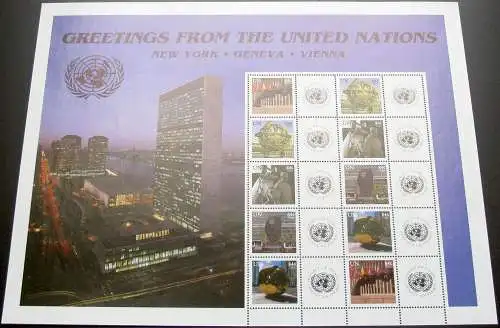 GREETINGS FROM THE UNITED NATIONS
NEW YORK • GENEVA • VIENNA